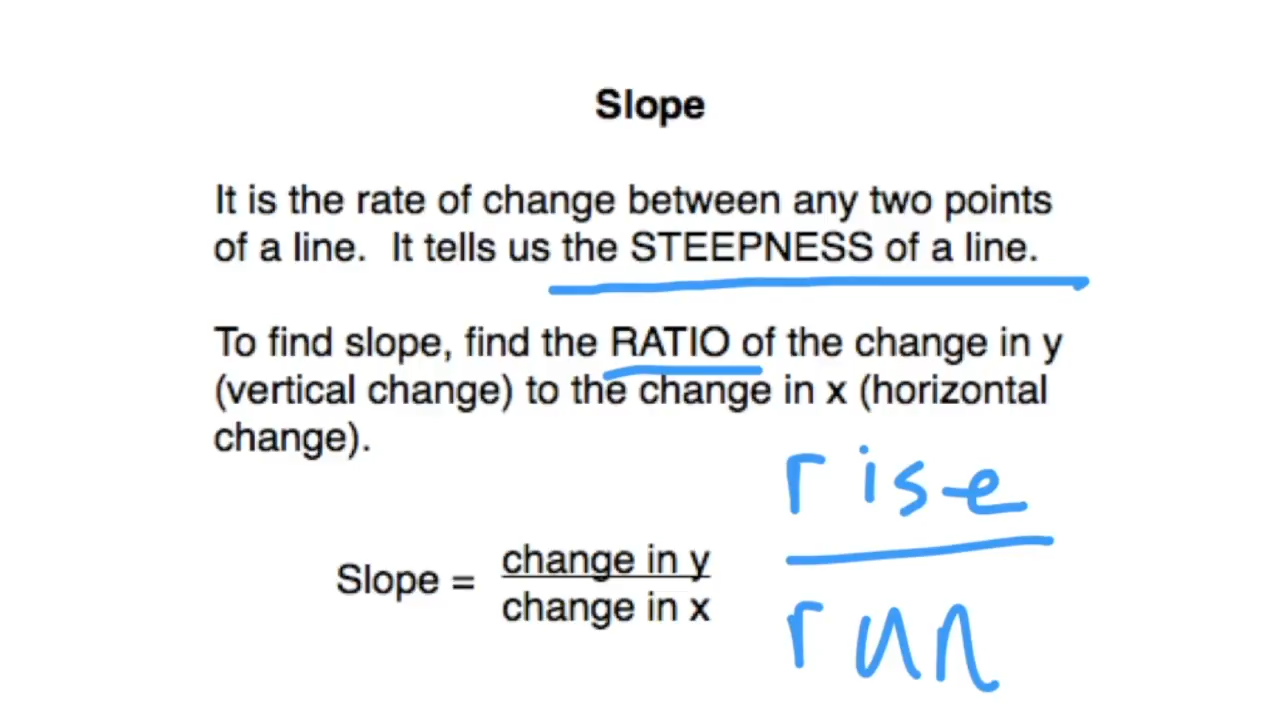 Slope
It is the rate of change between any two points
of a line. It tells us the STEEPNESS of a line.
To find slope, find the RATIO of the change in y
(vertical change) to the change in x (horizontal
change).
rise
run
Slope =
change in y
change in x